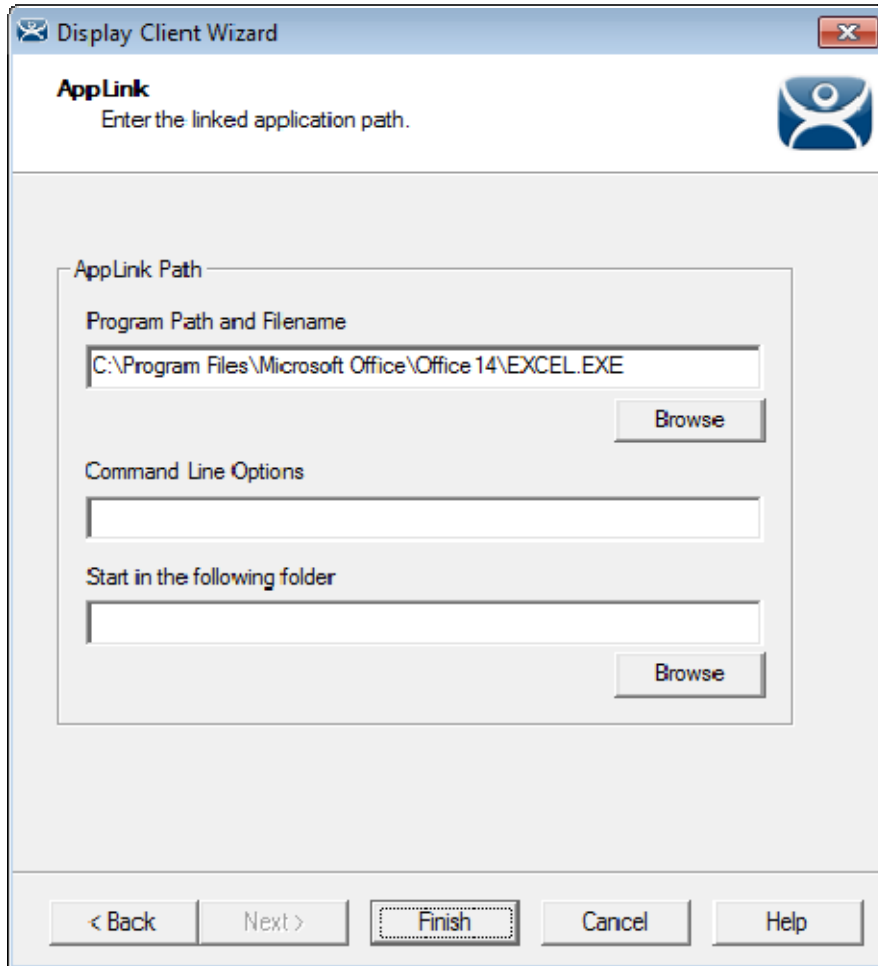 Display Client Wizard
AppLink
Enter the linked application path.
AppLink Path
Program Path and Filename
C:\Program Files\Microsoft Office\Office 14\EXCEL.EXE
Browse
Command Line Options
Start in the following folder
Browse
< Back Next > Finish Cancel Help